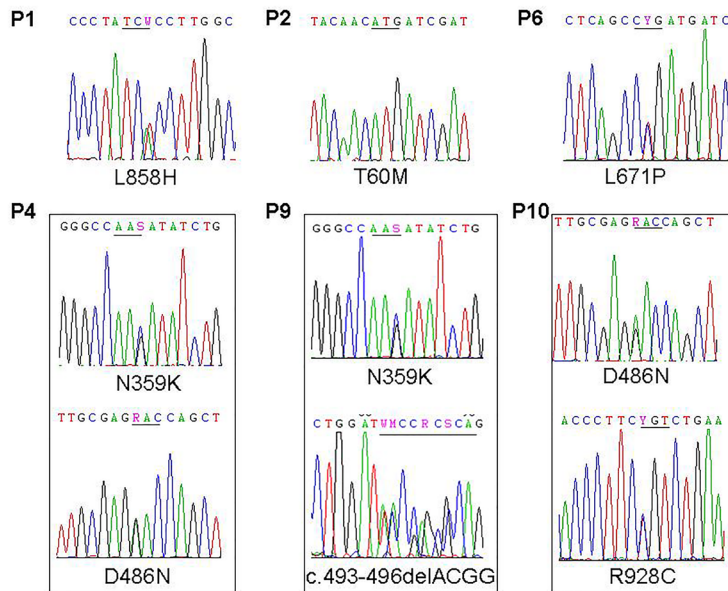 P1
CCCTATCWCCTTGGC
L858H
P2
TACAACATGATCGAT
T60M
P6
CTCAGCCYGATGATC
L671P
P4
GGGCCAASATATCTG
N359K
TTGCGAGRACCAGCT
D486N
P9
GGGCCAASATATCTG
N359K
CTGGATWMCCRCSCAG
c.493-496delACGG
P10
TTGCGAGRACCAGCT
D486N
ACCCTTCYGTCTGAA
R928C